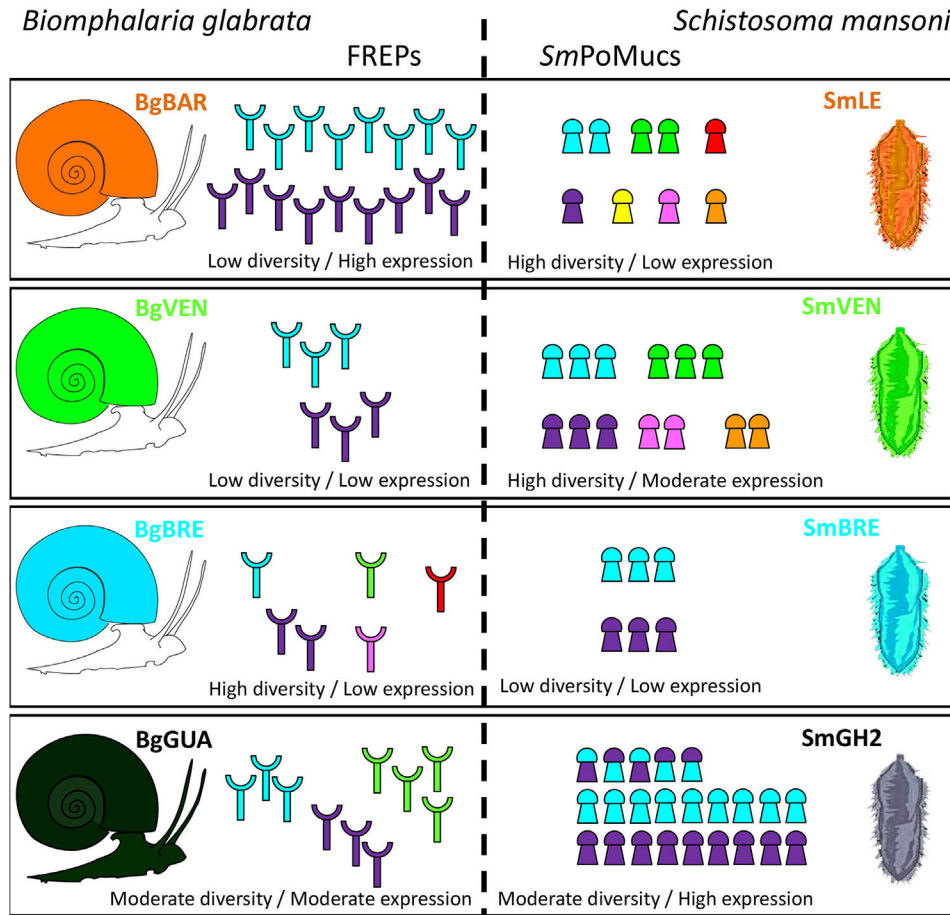 Biomphalaria glabrata
Schistosoma mansoni
FREPs
SmPoMucs
BgBAR
SmLE
Low diversity / High expression
High diversity / Low expression
BgVEN
SmVEN
Low diversity / Low expression
High diversity / Moderate expression
BgBRE
SmBRE
High diversity / Low expression
Low diversity / Low expression
BgGUA
SmGH2
Moderate diversity / Moderate expression
Moderate diversity / High expression